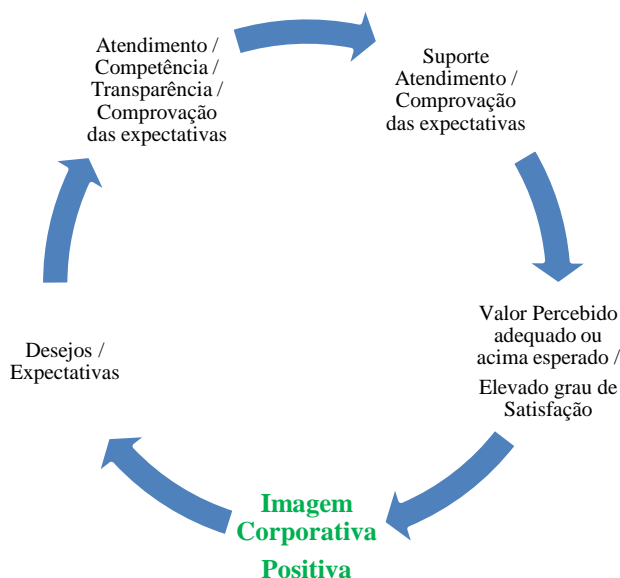 Atendimento /
Competência /
Transparência /
Comprovação
das expectativas
Suporte
Atendimento /
Comprovação
das expectativas
Valor Percebido
adequado ou
acima esperado /
Elevado grau de
Satisfação
Imagem
Corporativa
Positiva
Desejos /
Expectativas